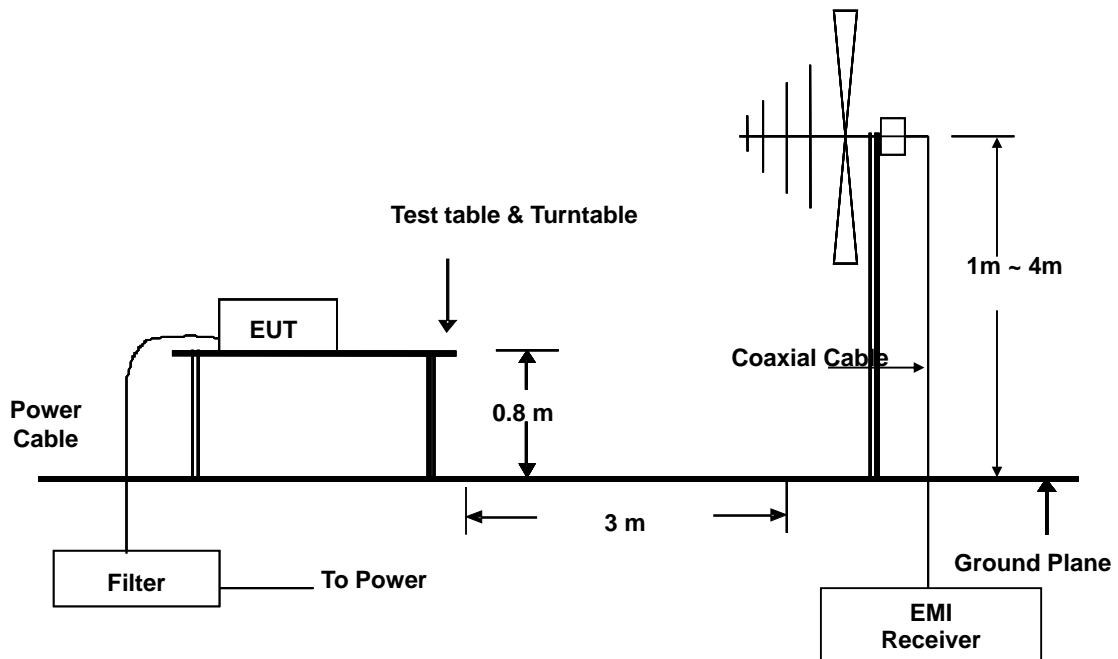 Test table & Turntable
1m ~ 4m
EUT
Coaxial Cable
0.8 m
Power
Cable
3 m
Ground Plane
Filter
To Power
EMI
Receiver